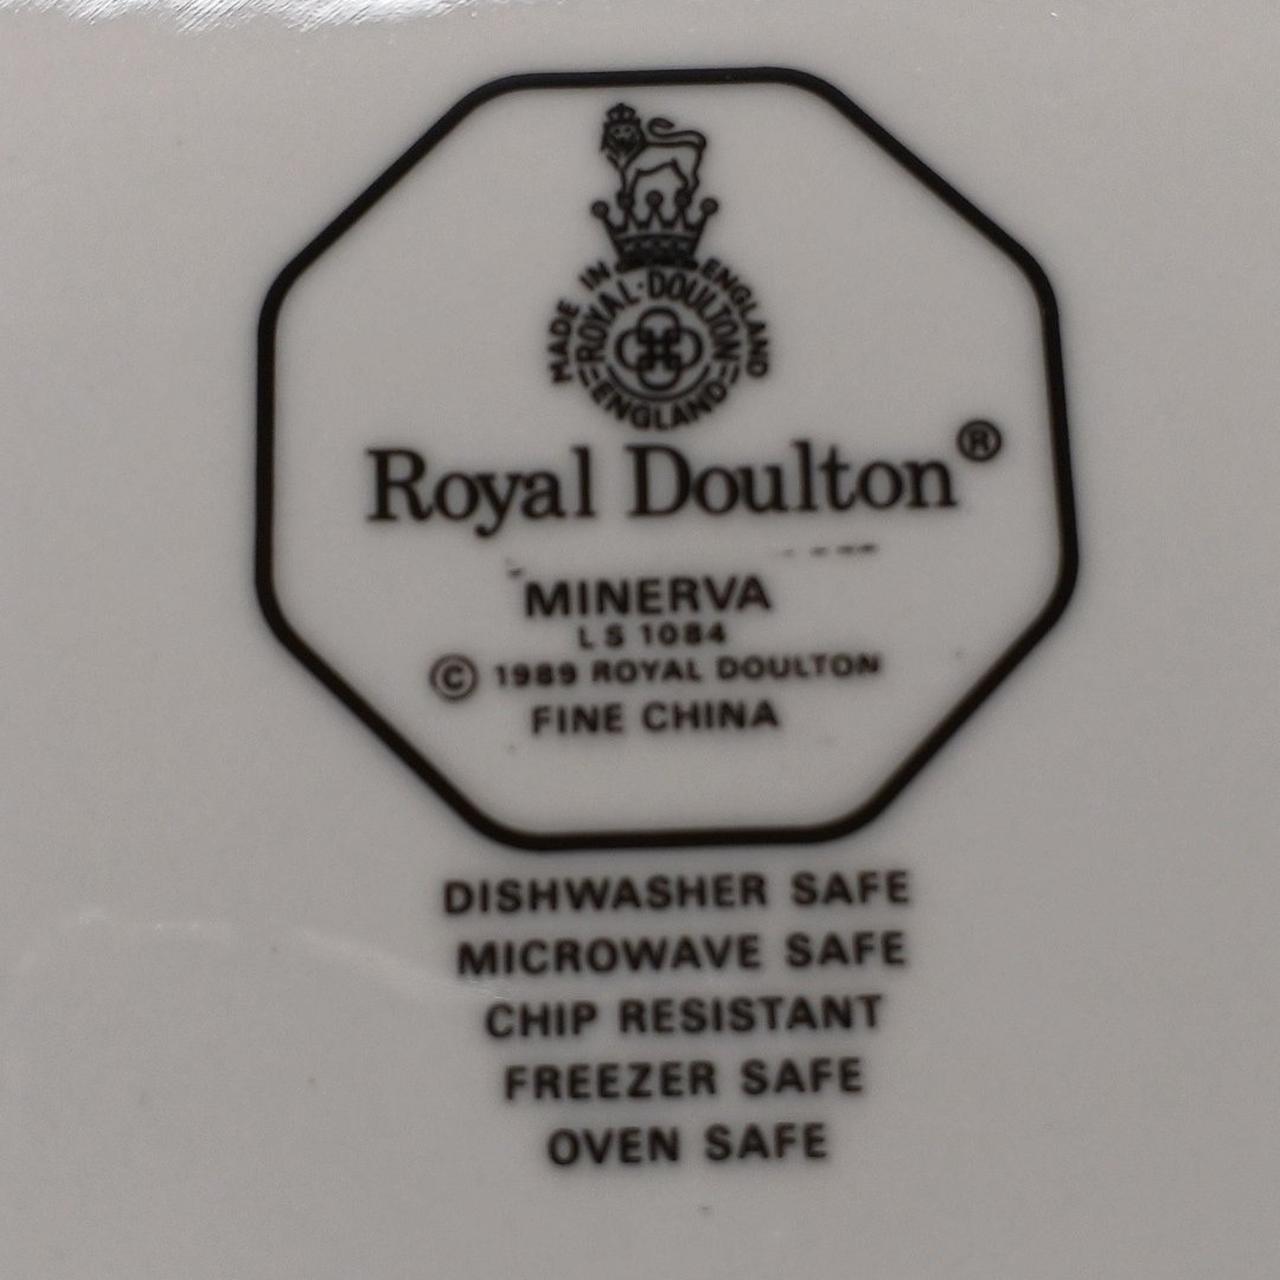 MADE IN ENGLAND
ROYAL·DOULTON
ENGLAND
Royal Doulton®
MINERVA
LS 1084
© 1989 ROYAL DOULTON
FINE CHINA
DISHWASHER SAFE
MICROWAVE SAFE
CHIP RESISTANT
FREEZER SAFE
OVEN SAFE